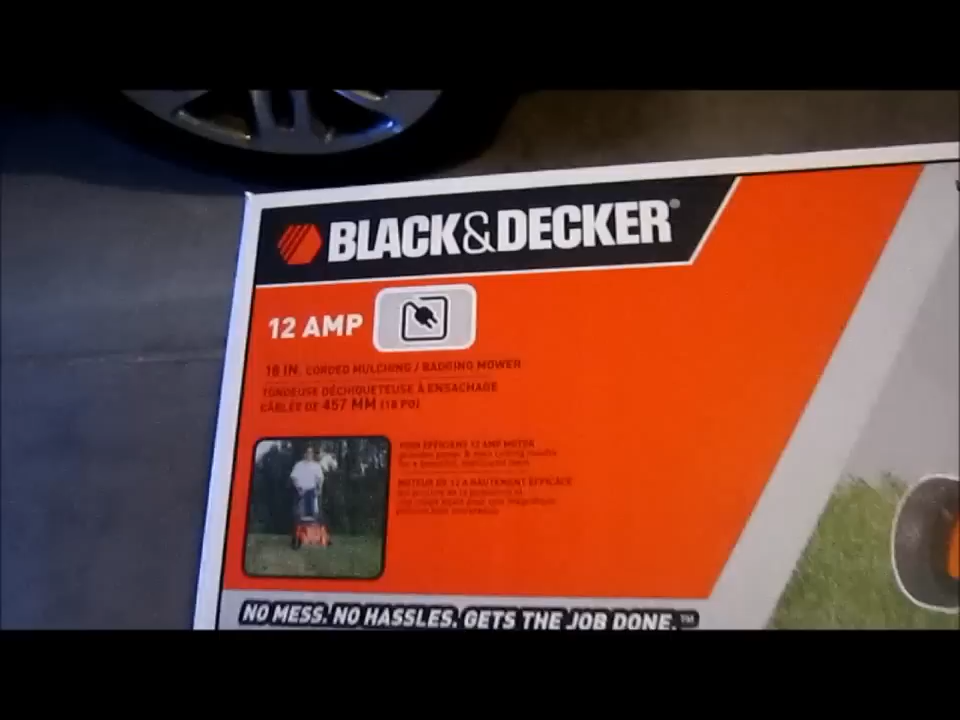 BLACK&DECKER®
12 AMP
18 IN. CORDED MULCHING / BAGGING MOWER
TONDEUSE DÉCHIQUETEUSE À ENSACHAGE
CÂBLÉE DE 457 MM (18 PO)
HIGH EFFICIENT 12 AMP MOTOR
MOTEUR DE 12 A HAUTEMENT EFFICACE
NO MESS. NO HASSLES. GETS THE JOB DONE.™